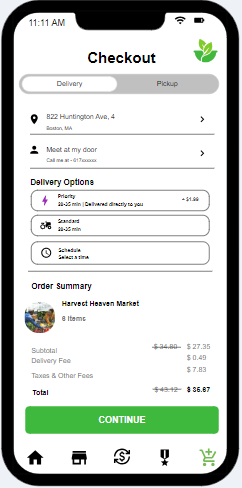 11:11 AM
Checkout
Delivery Pickup
822 Huntington Ave, 4
Boston, MA
Meet at my door
Call me at - 617xxxxxx
Delivery Options
Priority
20-35 min | Delivered directly to you + $1.99
Standard
20-35 min
Schedule
Select a time
Order Summary
Harvest Heaven Market
6 Items
Subtotal $ 34.80 $ 27.35
Delivery Fee $ 0.49
Taxes & Other Fees $ 7.83
Total $ 43.12 $ 35.67
CONTINUE